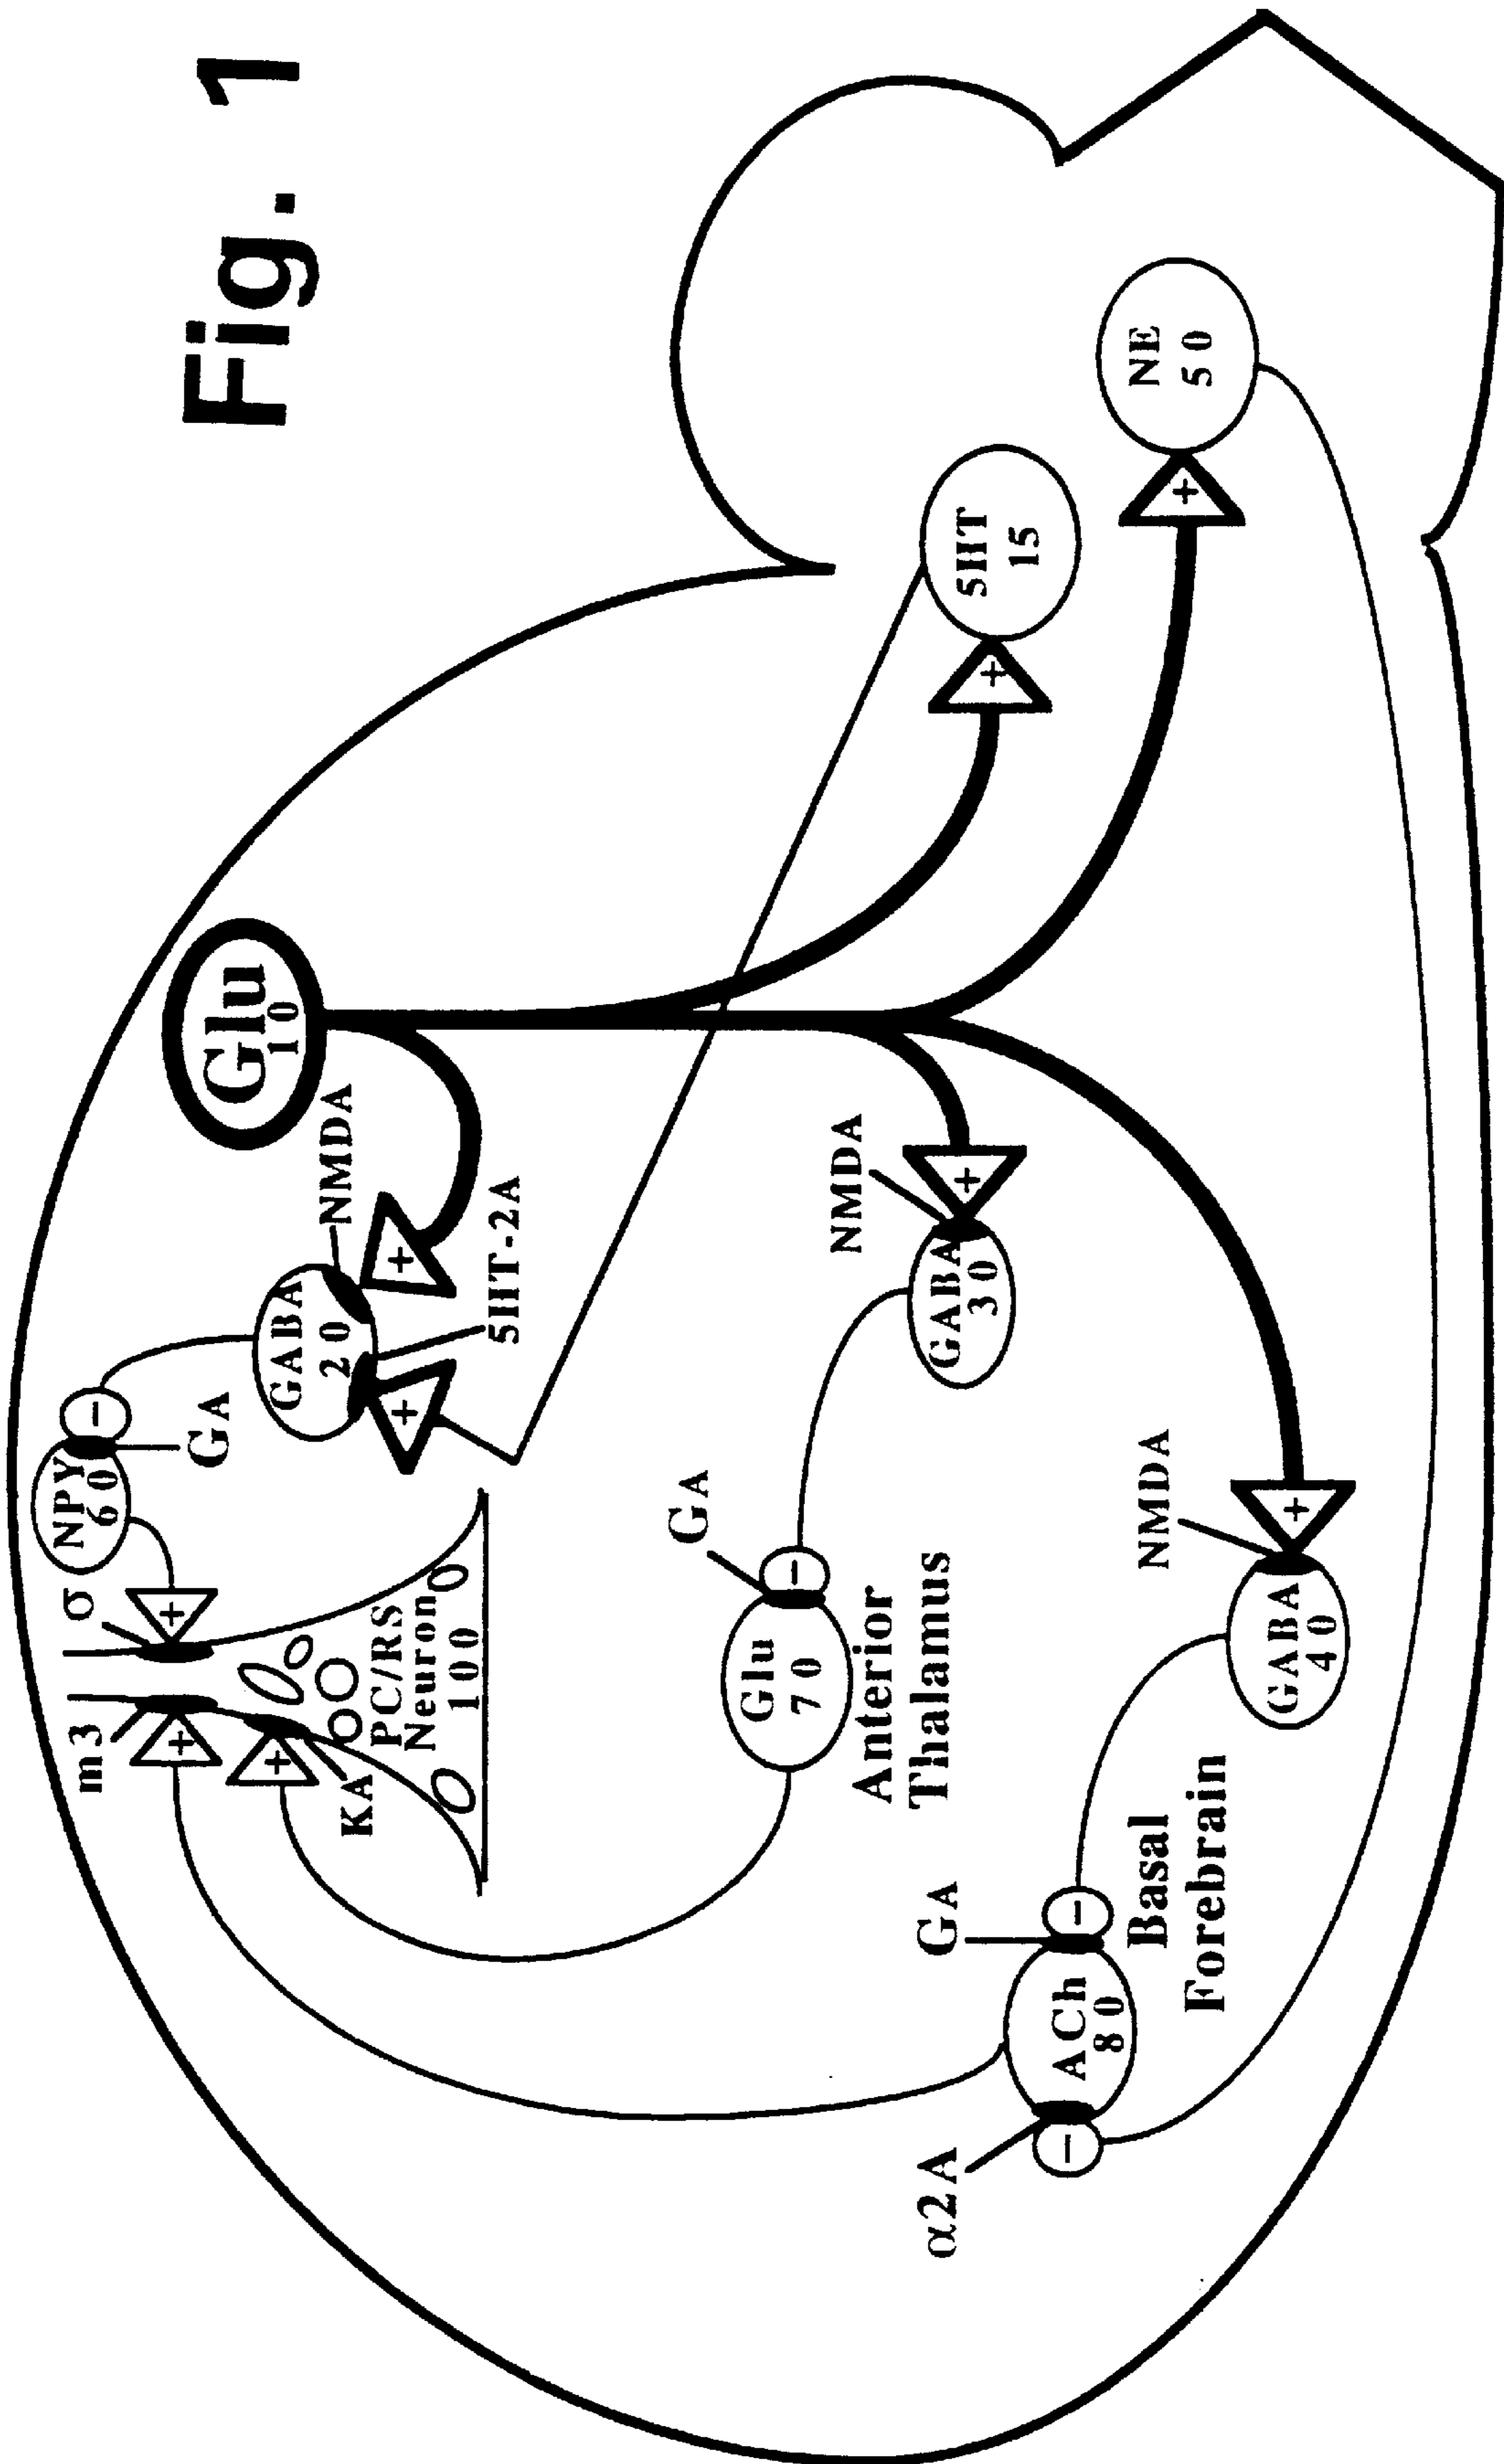 Fig. 1
Glu
10
NMDA
GABA
20
5HT-2A
NPY
60
GA
σ
m3
KA
PC/RS
Neuron
100
5HT
15
NE
50
NMDA
GABA
30
GA
Glu
70
Anterior
Thalamus
NMDA
GABA
40
GA
ACh
80
Basal
Forebrain
α2A
+
+
+
+
+
+
+
+
+
-
-
-
-